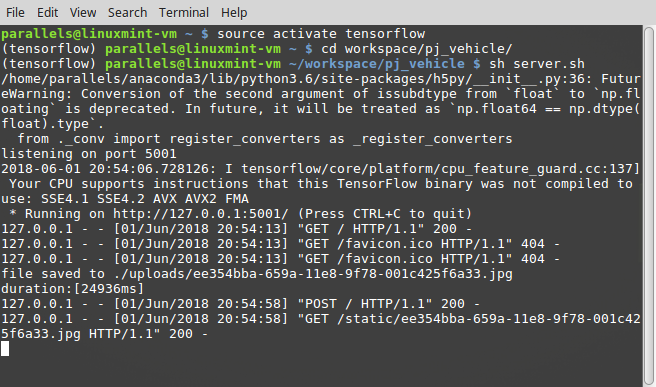 File Edit View Search Terminal Help
parallels@linuxmint-vm ~ $ source activate tensorflow
(tensorflow) parallels@linuxmint-vm ~ $ cd workspace/pj_vehicle/
(tensorflow) parallels@linuxmint-vm ~/workspace/pj_vehicle $ sh server.sh
/home/parallels/anaconda3/lib/python3.6/site-packages/h5py/__init__.py:36: Futur
eWarning: Conversion of the second argument of issubdtype from `float` to `np.fl
oating` is deprecated. In future, it will be treated as `np.float64 == np.dtype(
float).type`.
  from ._conv import register_converters as _register_converters
listening on port 5001
2018-06-01 20:54:06.728126: I tensorflow/core/platform/cpu_feature_guard.cc:137]
 Your CPU supports instructions that this TensorFlow binary was not compiled to
use: SSE4.1 SSE4.2 AVX AVX2 FMA
 * Running on http://127.0.0.1:5001/ (Press CTRL+C to quit)
127.0.0.1 - - [01/Jun/2018 20:54:13] "GET / HTTP/1.1" 200 -
127.0.0.1 - - [01/Jun/2018 20:54:13] "GET /favicon.ico HTTP/1.1" 404 -
127.0.0.1 - - [01/Jun/2018 20:54:13] "GET /favicon.ico HTTP/1.1" 404 -
file saved to ./uploads/ee354bba-659a-11e8-9f78-001c425f6a33.jpg
duration:[24936ms]
127.0.0.1 - - [01/Jun/2018 20:54:58] "POST / HTTP/1.1" 200 -
127.0.0.1 - - [01/Jun/2018 20:54:58] "GET /static/ee354bba-659a-11e8-9f78-001c42
5f6a33.jpg HTTP/1.1" 200 -